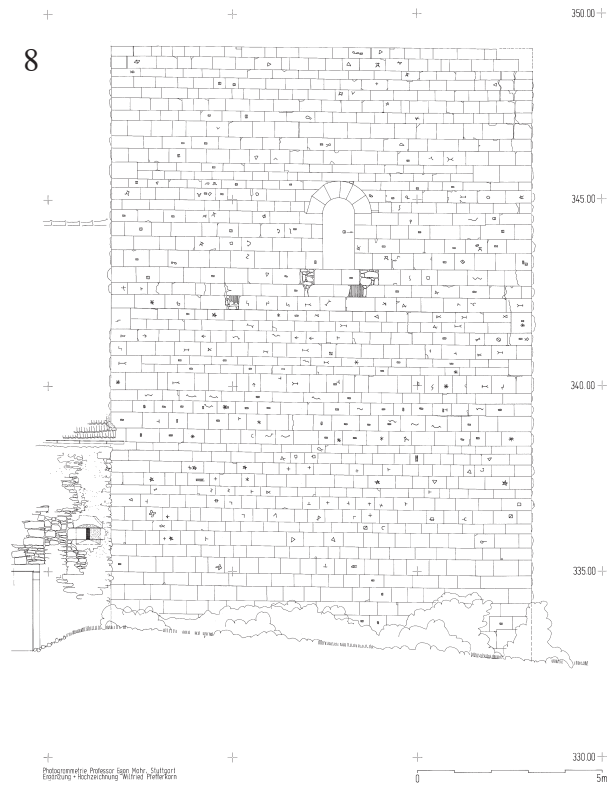 350.00
8
345.00
340.00
335.00
330.00
Photogrammetrie Professor Egon Mohr, Stuttgart
Ergänzung + Hochzeichnung Wilfried Pfefferkorn
0 5m